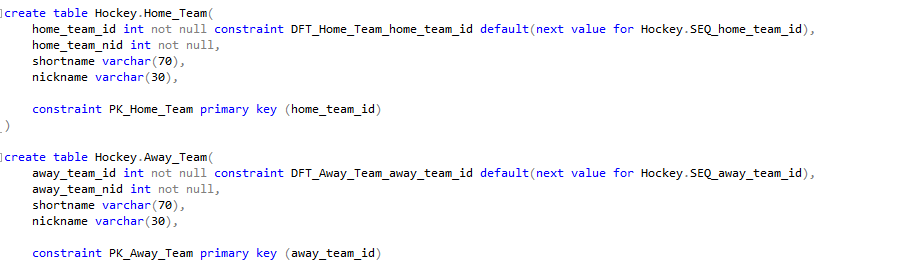 create table Hockey.Home_Team(
home_team_id int not null constraint DFT_Home_Team_home_team_id default(next value for Hockey.SEQ_home_team_id),
home_team_nid int not null,
shortname varchar(70),
nickname varchar(30),
constraint PK_Home_Team primary key (home_team_id)
)
create table Hockey.Away_Team(
away_team_id int not null constraint DFT_Away_Team_away_team_id default(next value for Hockey.SEQ_away_team_id),
away_team_nid int not null,
shortname varchar(70),
nickname varchar(30),
constraint PK_Away_Team primary key (away_team_id)